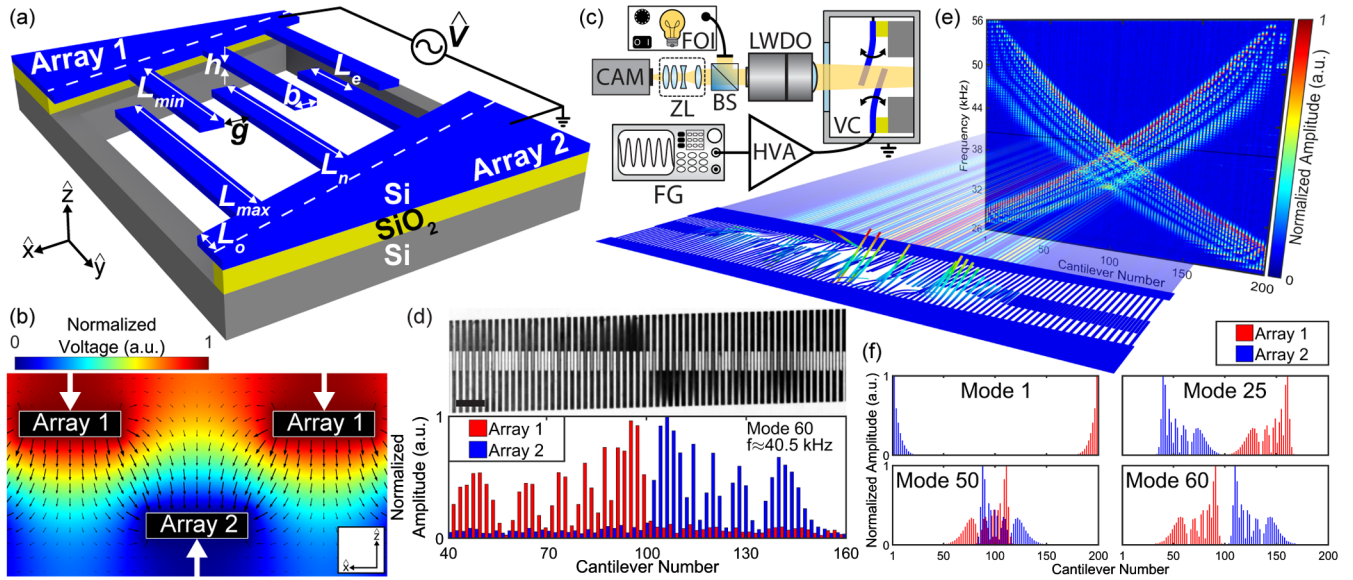 (a)
Array 1
V̂
h
L_e
L_min
b
g
L_n
Array 2
L_max
Si
L_o
SiO₂
Si
ẑ
x̂
ŷ
(b)
Normalized
Voltage (a.u.)
0
1
Array 1
Array 1
Array 2
ẑ
x̂
(c)
FOI
LWDO
CAM
ZL
BS
VC
HVA
FG
(d)
Normalized
Amplitude (a.u.)
1
0
Array 1
Array 2
Mode 60
f≈40.5 kHz
40
70
100
130
160
Cantilever Number
(e)
Frequency (kHz)
56
50
44
38
32
26
1
50
100
150
200
Cantilever Number
1
Normalized Amplitude (a.u.)
0
Array 1
Array 2
(f)
Normalized Amplitude (a.u.)
1
0
1
0
Mode 1
Mode 25
Mode 50
Mode 60
1
50
100
150
200
1
50
100
150
200
Cantilever Number